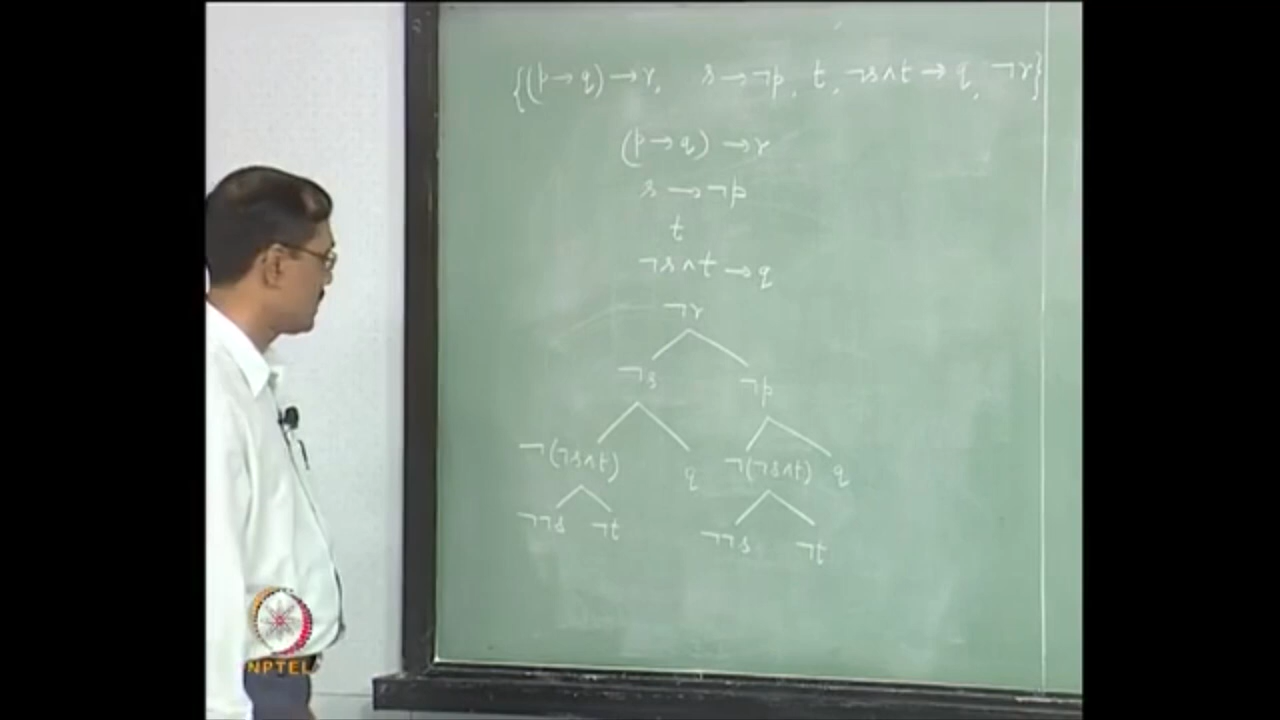 {(p → q) → r, s → ¬p, t, ¬s ∧ t → q, ¬r}
(p → q) → r
s → ¬p
t
¬s ∧ t → q
¬r
¬s ¬p
¬(¬s∧t) q ¬(¬s∧t) q
¬¬s ¬t ¬¬s ¬t
NPTEL